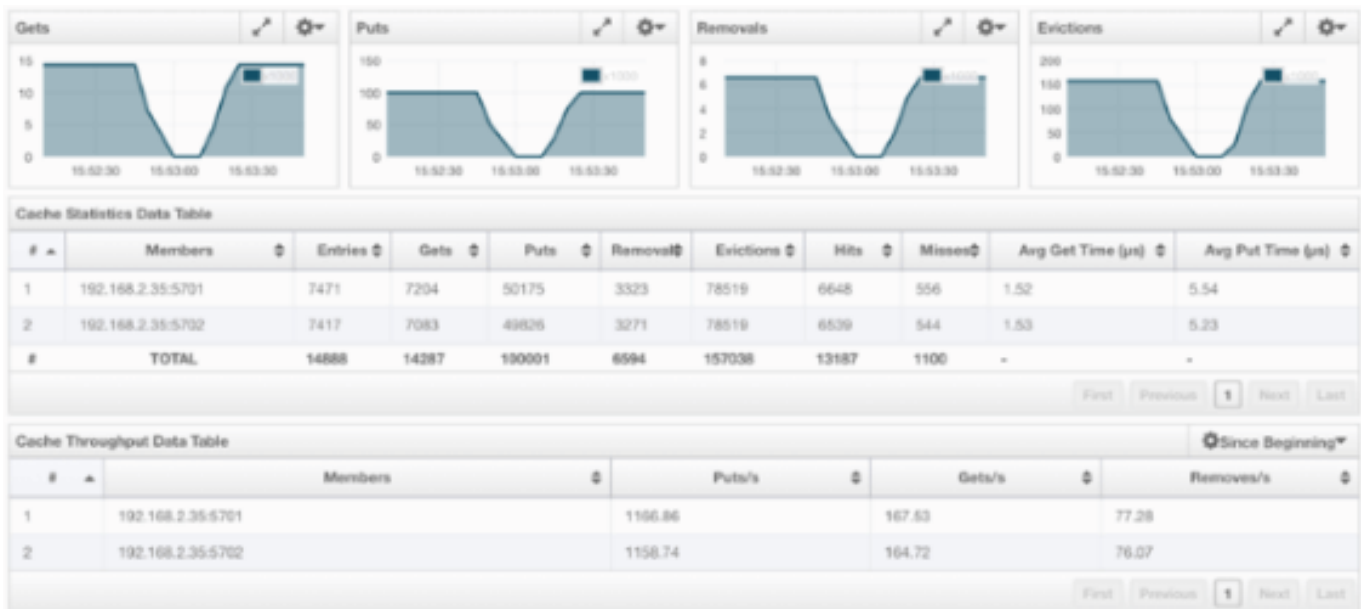 Gets Puts Removals Evictions
15 150 8 200
x1000 x1000 x1000 x1000
10 100 6 150
5 50 4 100
2 50
0 0 0 0
15:52:30 15:53:00 15:53:30 15:52:30 15:53:00 15:53:30 15:52:30 15:53:00 15:53:30 15:52:30 15:53:00 15:53:30
Cache Statistics Data Table
# Members Entries Gets Puts Removals Evictions Hits Misses Avg Get Time (µs) Avg Put Time (µs)
1 192.168.2.35:5701 7471 7204 50175 3323 78519 6648 556 1.52 5.54
2 192.168.2.35:5702 7417 7083 49826 3271 78519 6539 544 1.53 5.23
# TOTAL 14888 14287 100001 6594 157038 13187 1100 - -
First Previous 1 Next Last
Cache Throughput Data Table Since Beginning
# Members Puts/s Gets/s Removes/s
1 192.168.2.35:5701 1166.86 167.53 77.28
2 192.168.2.35:5702 1158.74 164.72 76.07
First Previous 1 Next Last